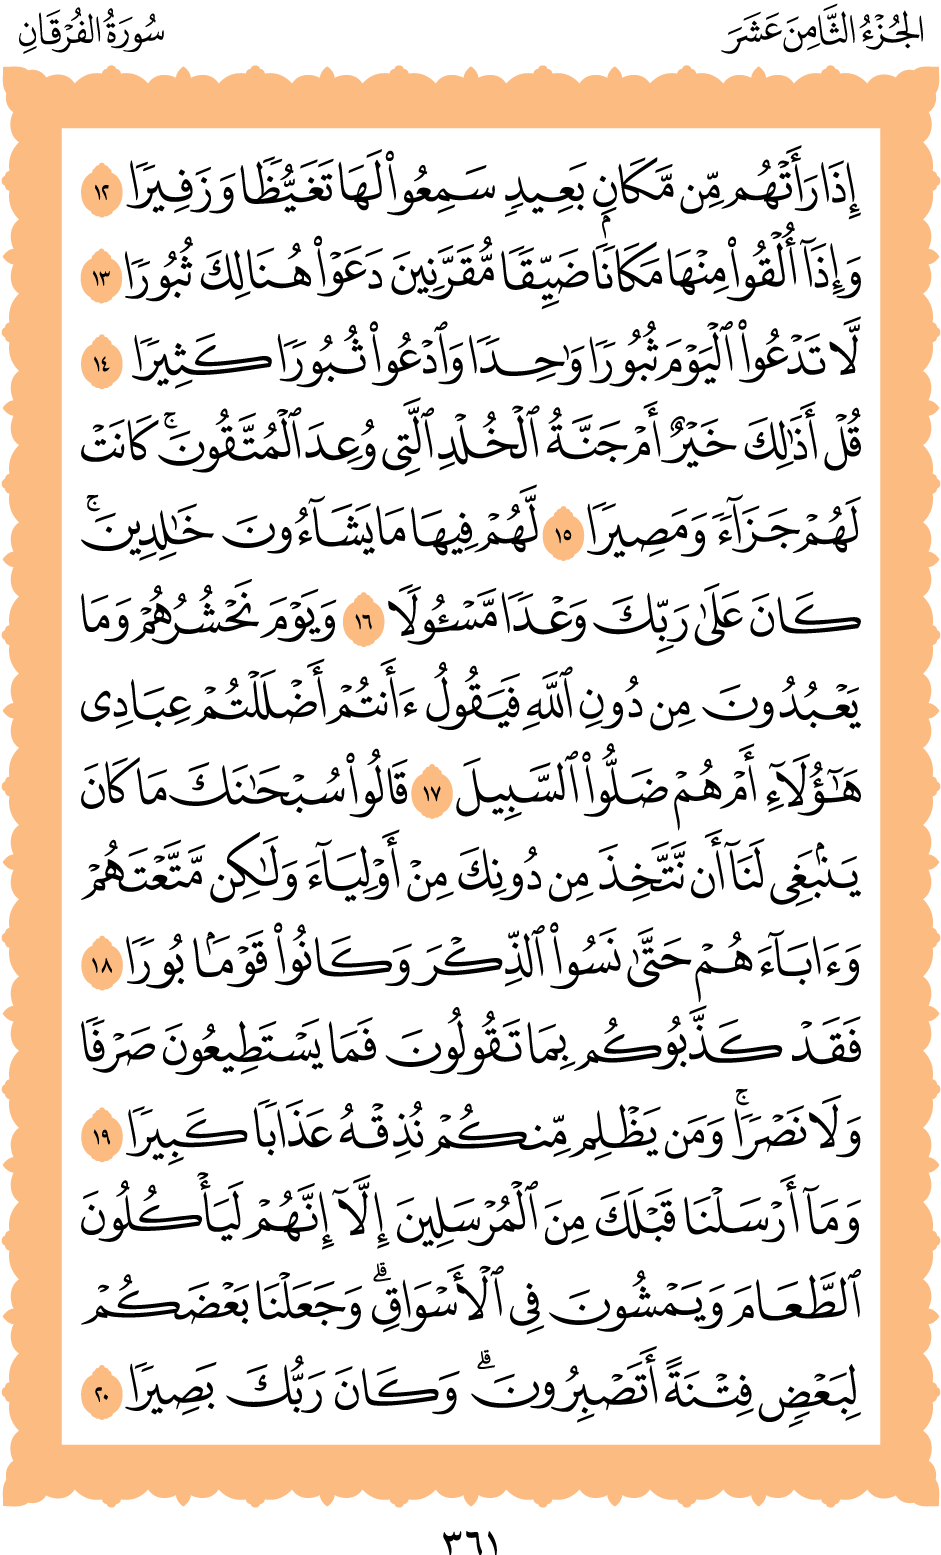 الجُزْءُ الثَّامِنَ عَشَرَ
سُورَةُ الفُرْقَانِ
إِذَا رَأَتْهُم مِّن مَّكَانِۭ بَعِيدٖ سَمِعُواْ لَهَا تَغَيُّظٗا وَزَفِيرٗا ١٢
وَإِذَآ أُلۡقُواْ مِنۡهَا مَكَانٗا ضَيِّقٗا مُّقَرَّنِينَ دَعَوۡاْ هُنَالِكَ ثُبُورٗا ١٣
لَّا تَدۡعُواْ ٱلۡيَوۡمَ ثُبُورٗا وَٰحِدٗا وَٱدۡعُواْ ثُبُورٗا كَثِيرٗا ١٤
قُلۡ أَذَٰلِكَ خَيۡرٌ أَمۡ جَنَّةُ ٱلۡخُلۡدِ ٱلَّتِي وُعِدَ ٱلۡمُتَّقُونَۚ كَانَتۡ
لَهُمۡ جَزَآءٗ وَمَصِيرٗا ١٥ لَّهُمۡ فِيهَا مَا يَشَآءُونَ خَٰلِدِينَۚ
كَانَ عَلَىٰ رَبِّكَ وَعۡدٗا مَّسۡـُٔولٗا ١٦ وَيَوۡمَ نَحۡشُرُهُمۡ وَمَا
يَعۡبُدُونَ مِن دُونِ ٱللَّهِ فَيَقُولُ ءَأَنتُمۡ أَضۡلَلۡتُمۡ عِبَادِي
هَٰٓؤُلَآءِ أَمۡ هُمۡ ضَلُّواْ ٱلسَّبِيلَ ١٧ قَالُواْ سُبۡحَٰنَكَ مَا كَانَ
يَنۢبَغِي لَنَآ أَن نَّتَّخِذَ مِن دُونِكَ مِنۡ أَوۡلِيَآءَ وَلَٰكِن مَّتَّعۡتَهُمۡ
وَءَابَآءَهُمۡ حَتَّىٰ نَسُواْ ٱلذِّكۡرَ وَكَانُواْ قَوۡمَۢا بُورٗا ١٨
فَقَدۡ كَذَّبُوكُم بِمَا تَقُولُونَ فَمَا يَسۡتَطِيعُونَ صَرۡفٗا
وَلَا نَصۡرٗاۚ وَمَن يَظۡلِم مِّنكُمۡ نُذِقۡهُ عَذَابٗا كَبِيرٗا ١٩
وَمَآ أَرۡسَلۡنَا قَبۡلَكَ مِنَ ٱلۡمُرۡسَلِينَ إِلَّآ إِنَّهُمۡ لَيَأۡكُلُونَ
ٱلطَّعَامَ وَيَمۡشُونَ فِي ٱلۡأَسۡوَاقِۗ وَجَعَلۡنَا بَعۡضَكُمۡ
لِبَعۡضٖ فِتۡنَةً أَتَصۡبِرُونَۗ وَكَانَ رَبُّكَ بَصِيرٗا ٢٠
٣٦١